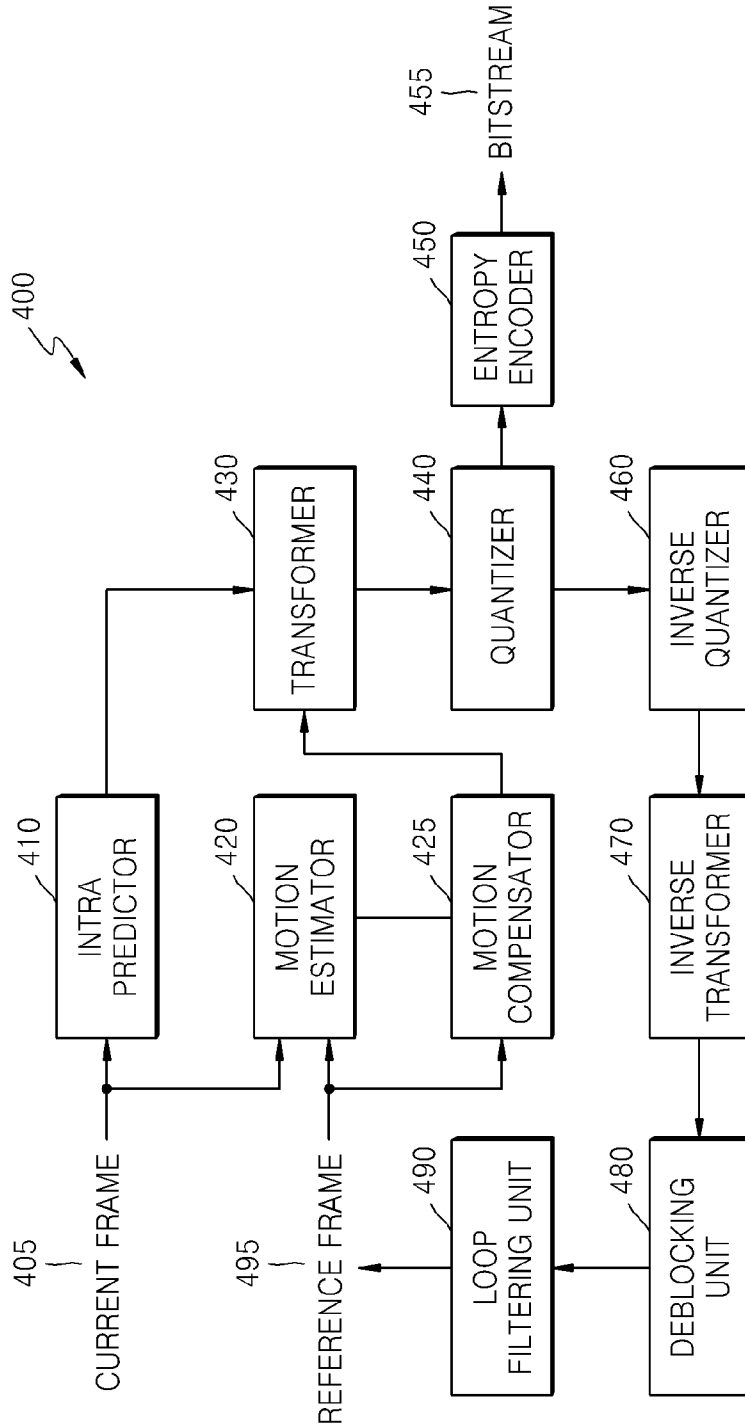 400
405
CURRENT FRAME
410
INTRA
PREDICTOR
495
REFERENCE FRAME
420
MOTION
ESTIMATOR
430
TRANSFORMER
490
LOOP
FILTERING UNIT
425
MOTION
COMPENSATOR
440
QUANTIZER
450
ENTROPY
ENCODER
455
BITSTREAM
480
DEBLOCKING
UNIT
470
INVERSE
TRANSFORMER
460
INVERSE
QUANTIZER